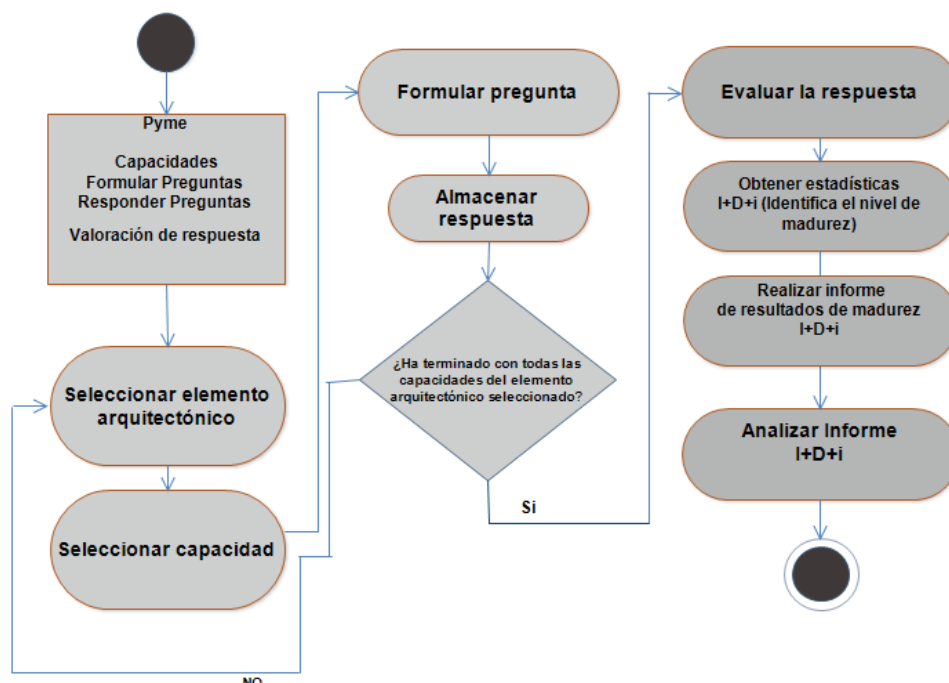 Pyme
Capacidades
Formular Preguntas
Responder Preguntas
Valoración de respuesta
Seleccionar elemento
arquitectónico
Seleccionar capacidad
Formular pregunta
Almacenar
respuesta
¿Ha terminado con todas las
capacidades del elemento
arquitectónico seleccionado?
Si
NO
Evaluar la respuesta
Obtener estadísticas
I+D+i (Identifica el nivel de
madurez)
Realizar informe
de resultados de madurez
I+D+i
Analizar Informe
I+D+i